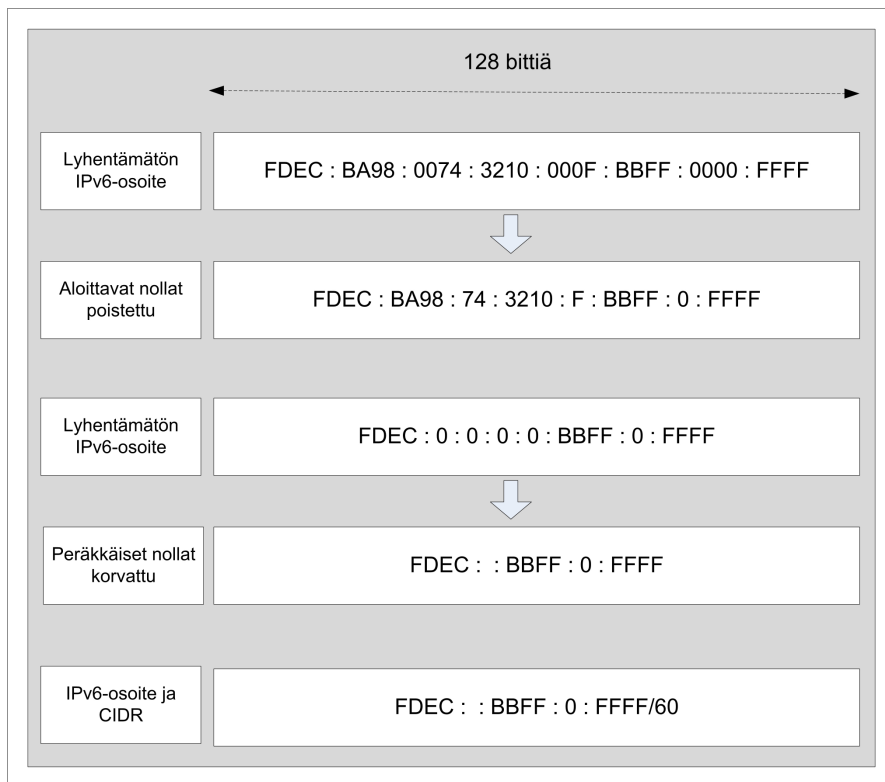 128 bittiä
Lyhentämätön
IPv6-osoite
FDEC : BA98 : 0074 : 3210 : 000F : BBFF : 0000 : FFFF
Aloittavat nollat
poistettu
FDEC : BA98 : 74 : 3210 : F : BBFF : 0 : FFFF
Lyhentämätön
IPv6-osoite
FDEC : 0 : 0 : 0 : 0 : BBFF : 0 : FFFF
Peräkkäiset nollat
korvattu
FDEC : : BBFF : 0 : FFFF
IPv6-osoite ja
CIDR
FDEC : : BBFF : 0 : FFFF/60